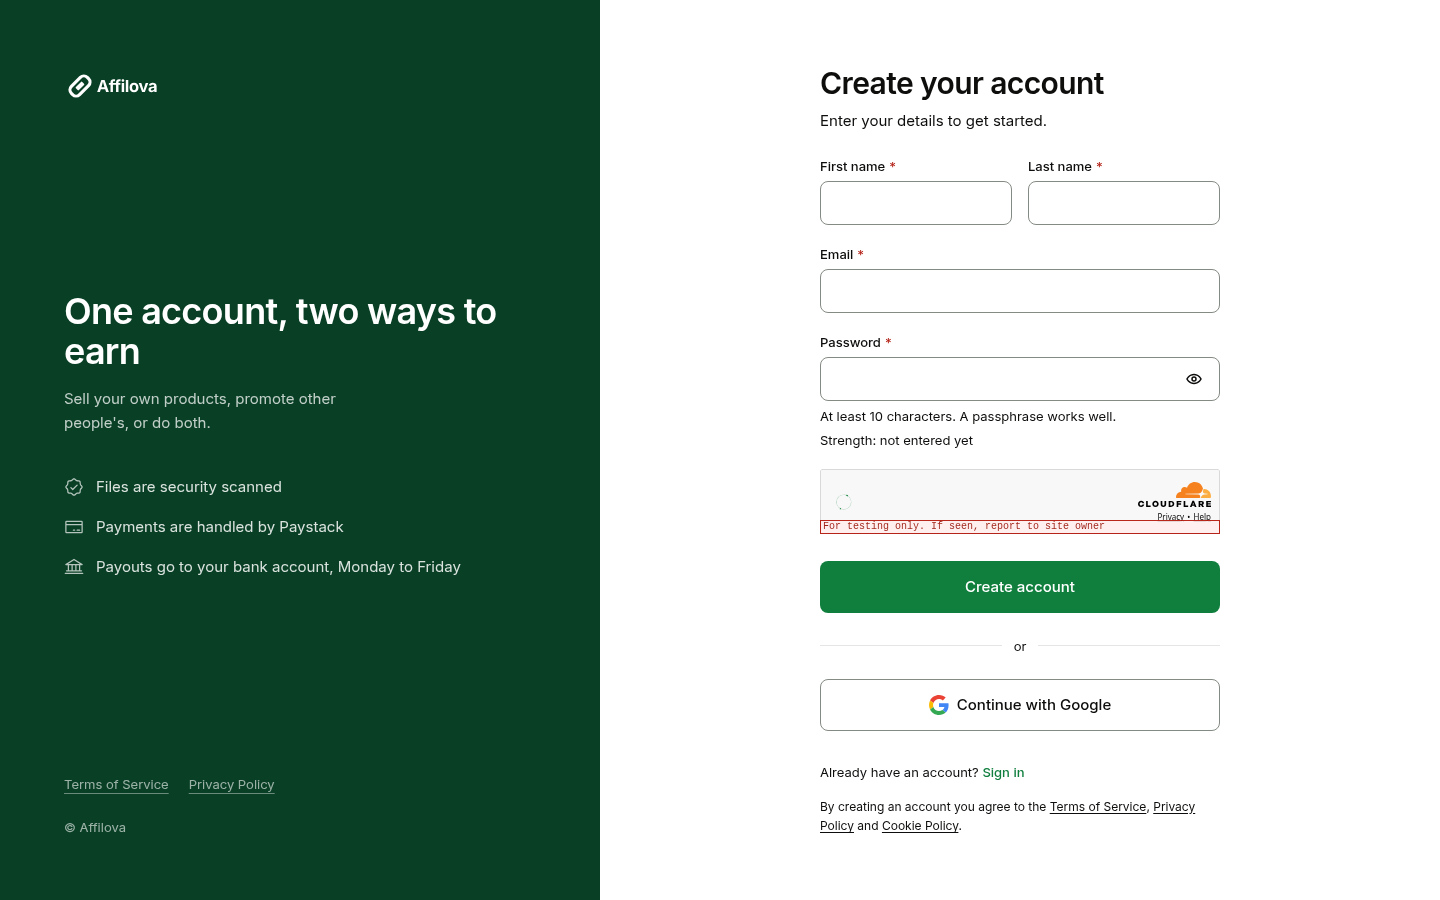 Affilova
One account, two ways to
earn
Sell your own products, promote other
people's, or do both.
Files are security scanned
Payments are handled by Paystack
Payouts go to your bank account, Monday to Friday
Terms of Service Privacy Policy
© Affilova
Create your account
Enter your details to get started.
First name * Last name *
Email *
Password *
At least 10 characters. A passphrase works well.
Strength: not entered yet
CLOUDFLARE
Privacy • Help
For testing only. If seen, report to site owner
Create account
or
Continue with Google
Already have an account? Sign in
By creating an account you agree to the Terms of Service, Privacy
Policy and Cookie Policy.